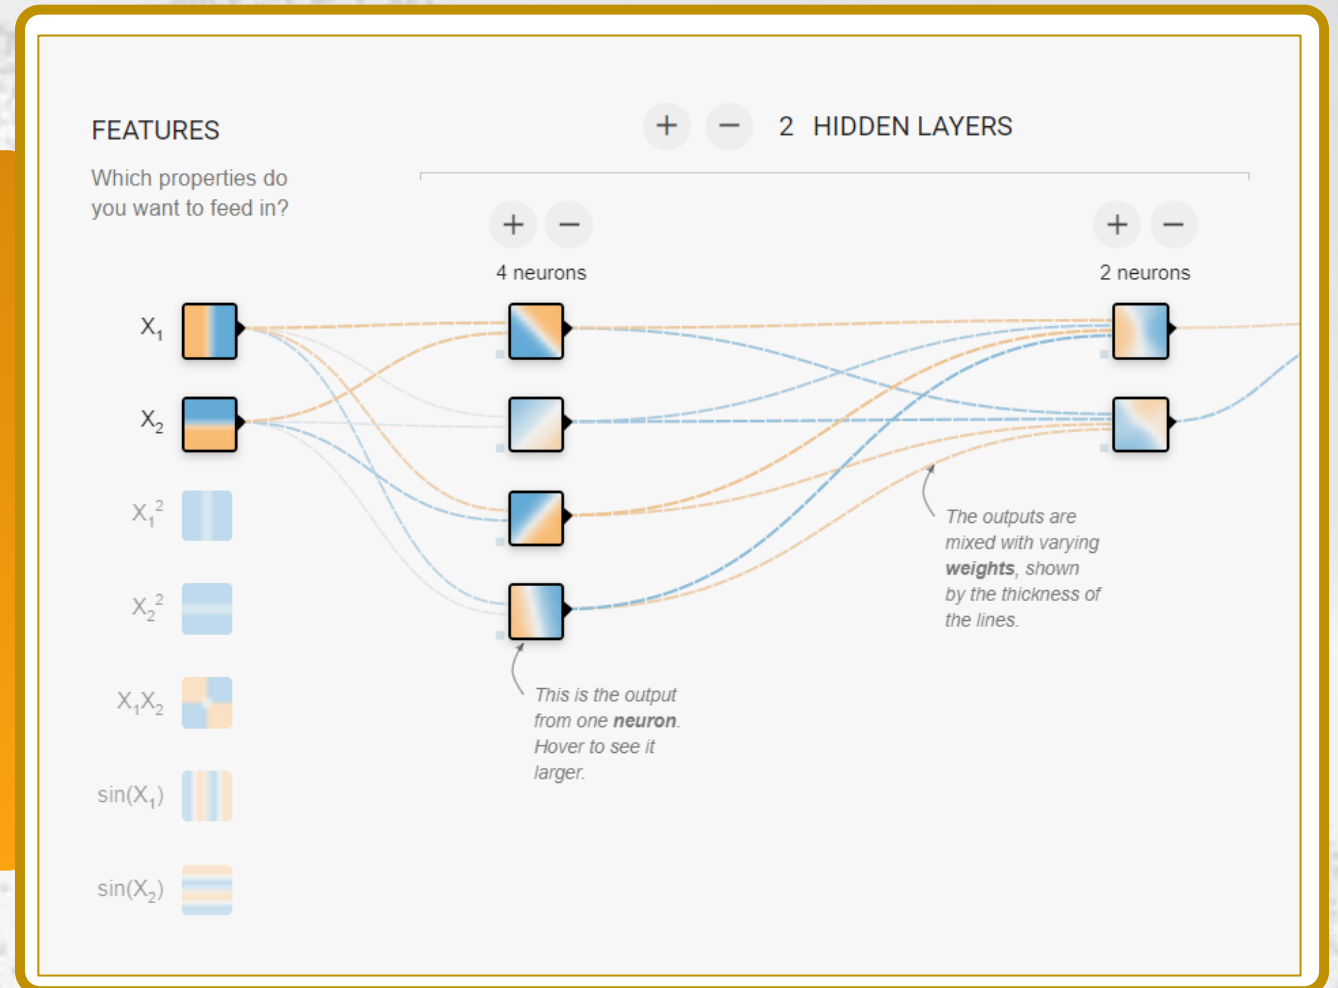 FEATURES
Which properties do
you want to feed in?
+ − 2 HIDDEN LAYERS
+ −
4 neurons
+ −
2 neurons
X₁
X₂
X₁²
X₂²
X₁X₂
sin(X₁)
sin(X₂)
This is the output
from one neuron.
Hover to see it
larger.
The outputs are
mixed with varying
weights, shown
by the thickness of
the lines.